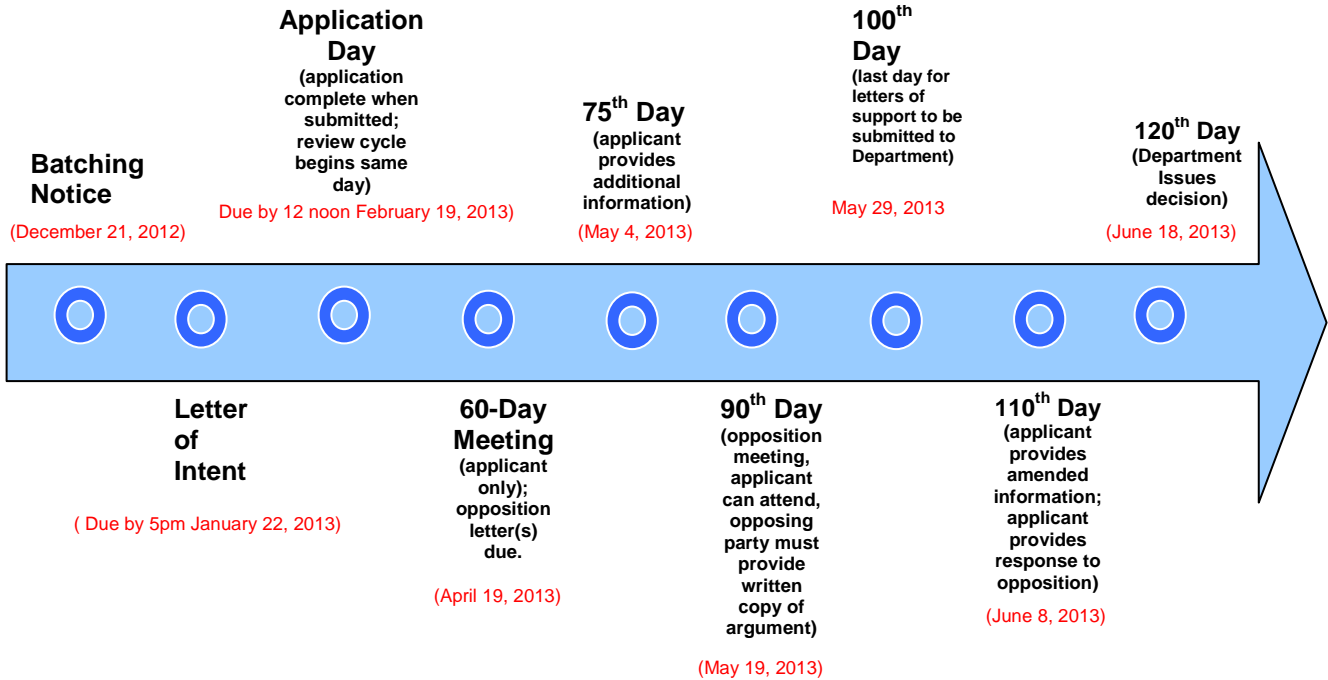 Batching
Notice
(December 21, 2012)
Letter
of
Intent
( Due by 5pm January 22, 2013)
Application
Day
(application
complete when
submitted;
review cycle
begins same
day)
Due by 12 noon February 19, 2013)
60-Day
Meeting
(applicant
only);
opposition
letter(s)
due.
(April 19, 2013)
75th Day
(applicant
provides
additional
information)
(May 4, 2013)
90th Day
(opposition
meeting,
applicant
can attend,
opposing
party must
provide
written
copy of
argument)
(May 19, 2013)
100th
Day
(last day for
letters of
support to be
submitted to
Department)
May 29, 2013
110th Day
(applicant
provides
amended
information;
applicant
provides
response to
opposition)
(June 8, 2013)
120th Day
(Department
Issues
decision)
(June 18, 2013)